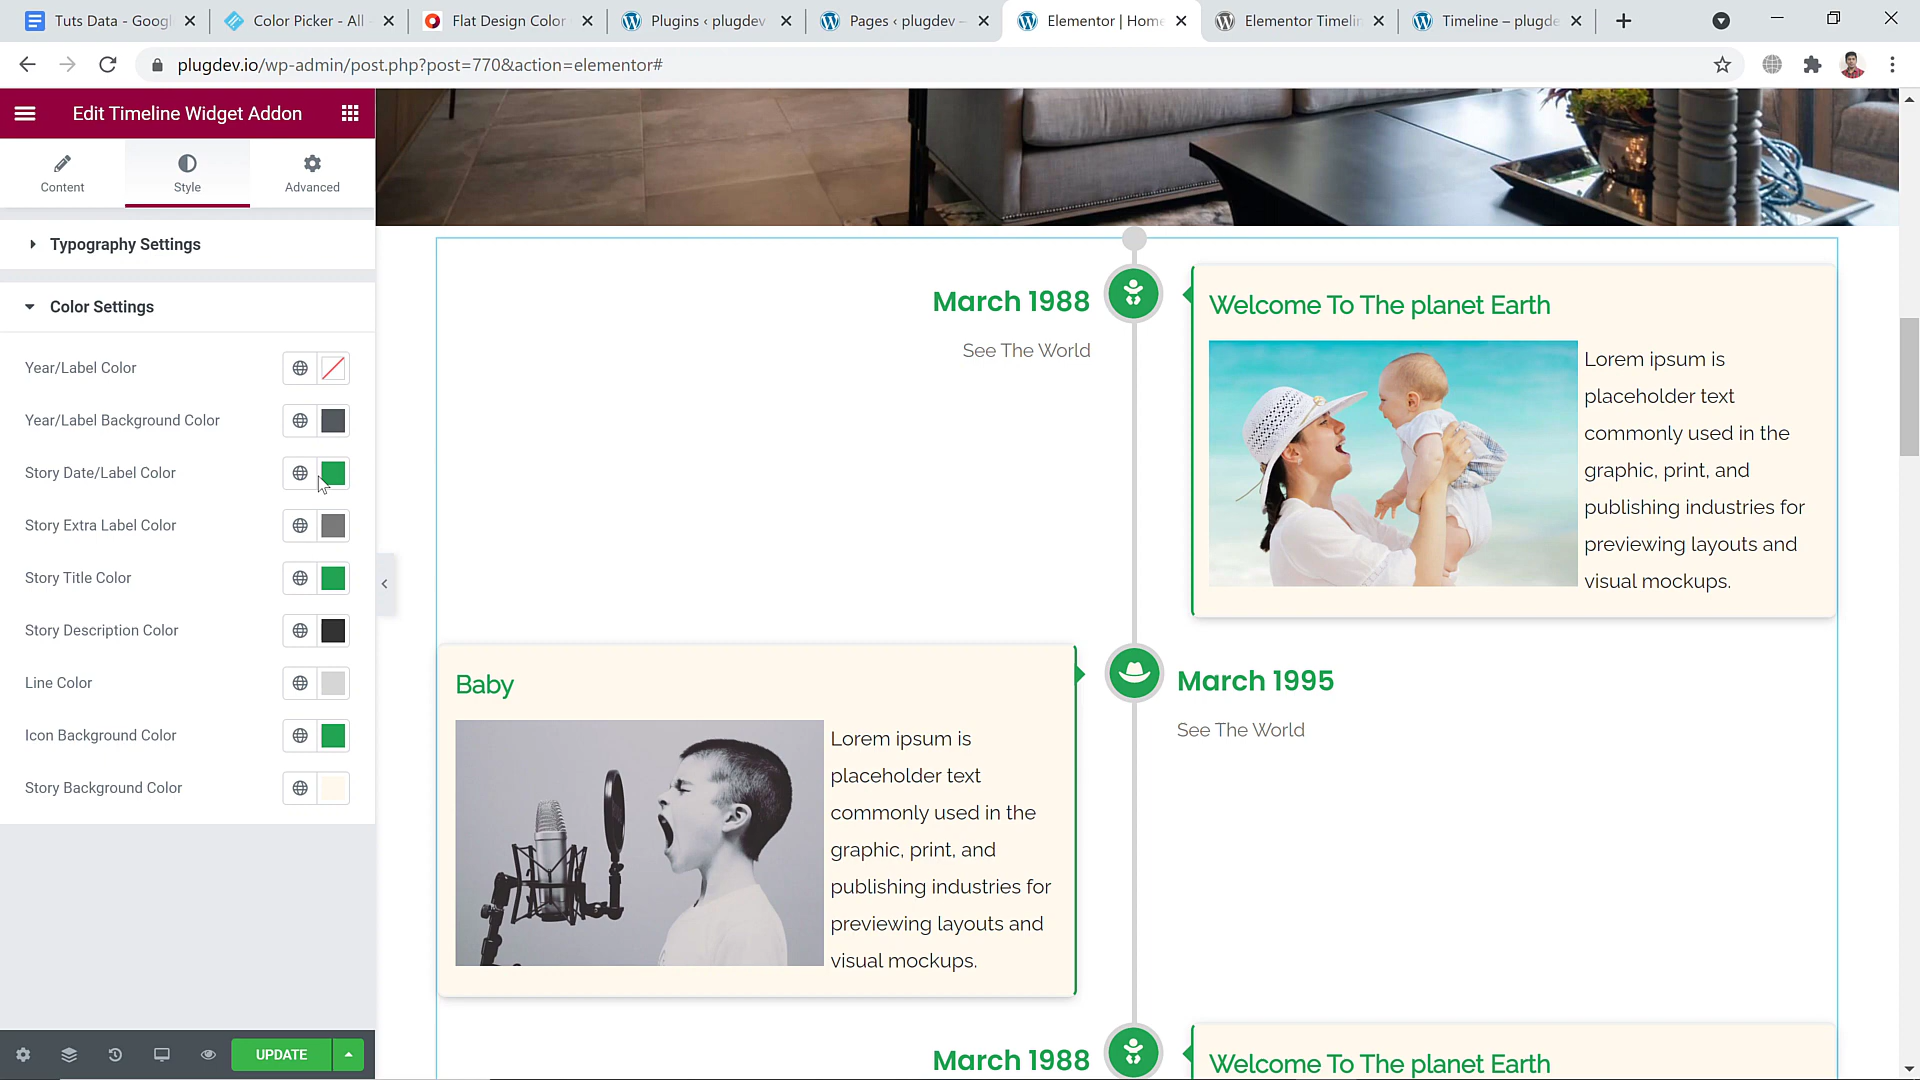 Tuts Data - Googl
Color Picker - All -
Flat Design Color
Plugins ‹ plugdev
Pages ‹ plugdev —
Elementor | Home
Elementor Timelin
Timeline – plugde
plugdev.io/wp-admin/post.php?post=770&action=elementor#
Edit Timeline Widget Addon
Content
Style
Advanced
Typography Settings
Color Settings
Year/Label Color
Year/Label Background Color
Story Date/Label Color
Story Extra Label Color
Story Title Color
Story Description Color
Line Color
Icon Background Color
Story Background Color
UPDATE
March 1988
See The World
Welcome To The planet Earth
Lorem ipsum is
placeholder text
commonly used in the
graphic, print, and
publishing industries for
previewing layouts and
visual mockups.
Baby
Lorem ipsum is
placeholder text
commonly used in the
graphic, print, and
publishing industries for
previewing layouts and
visual mockups.
March 1995
See The World
March 1988
Welcome To The planet Earth